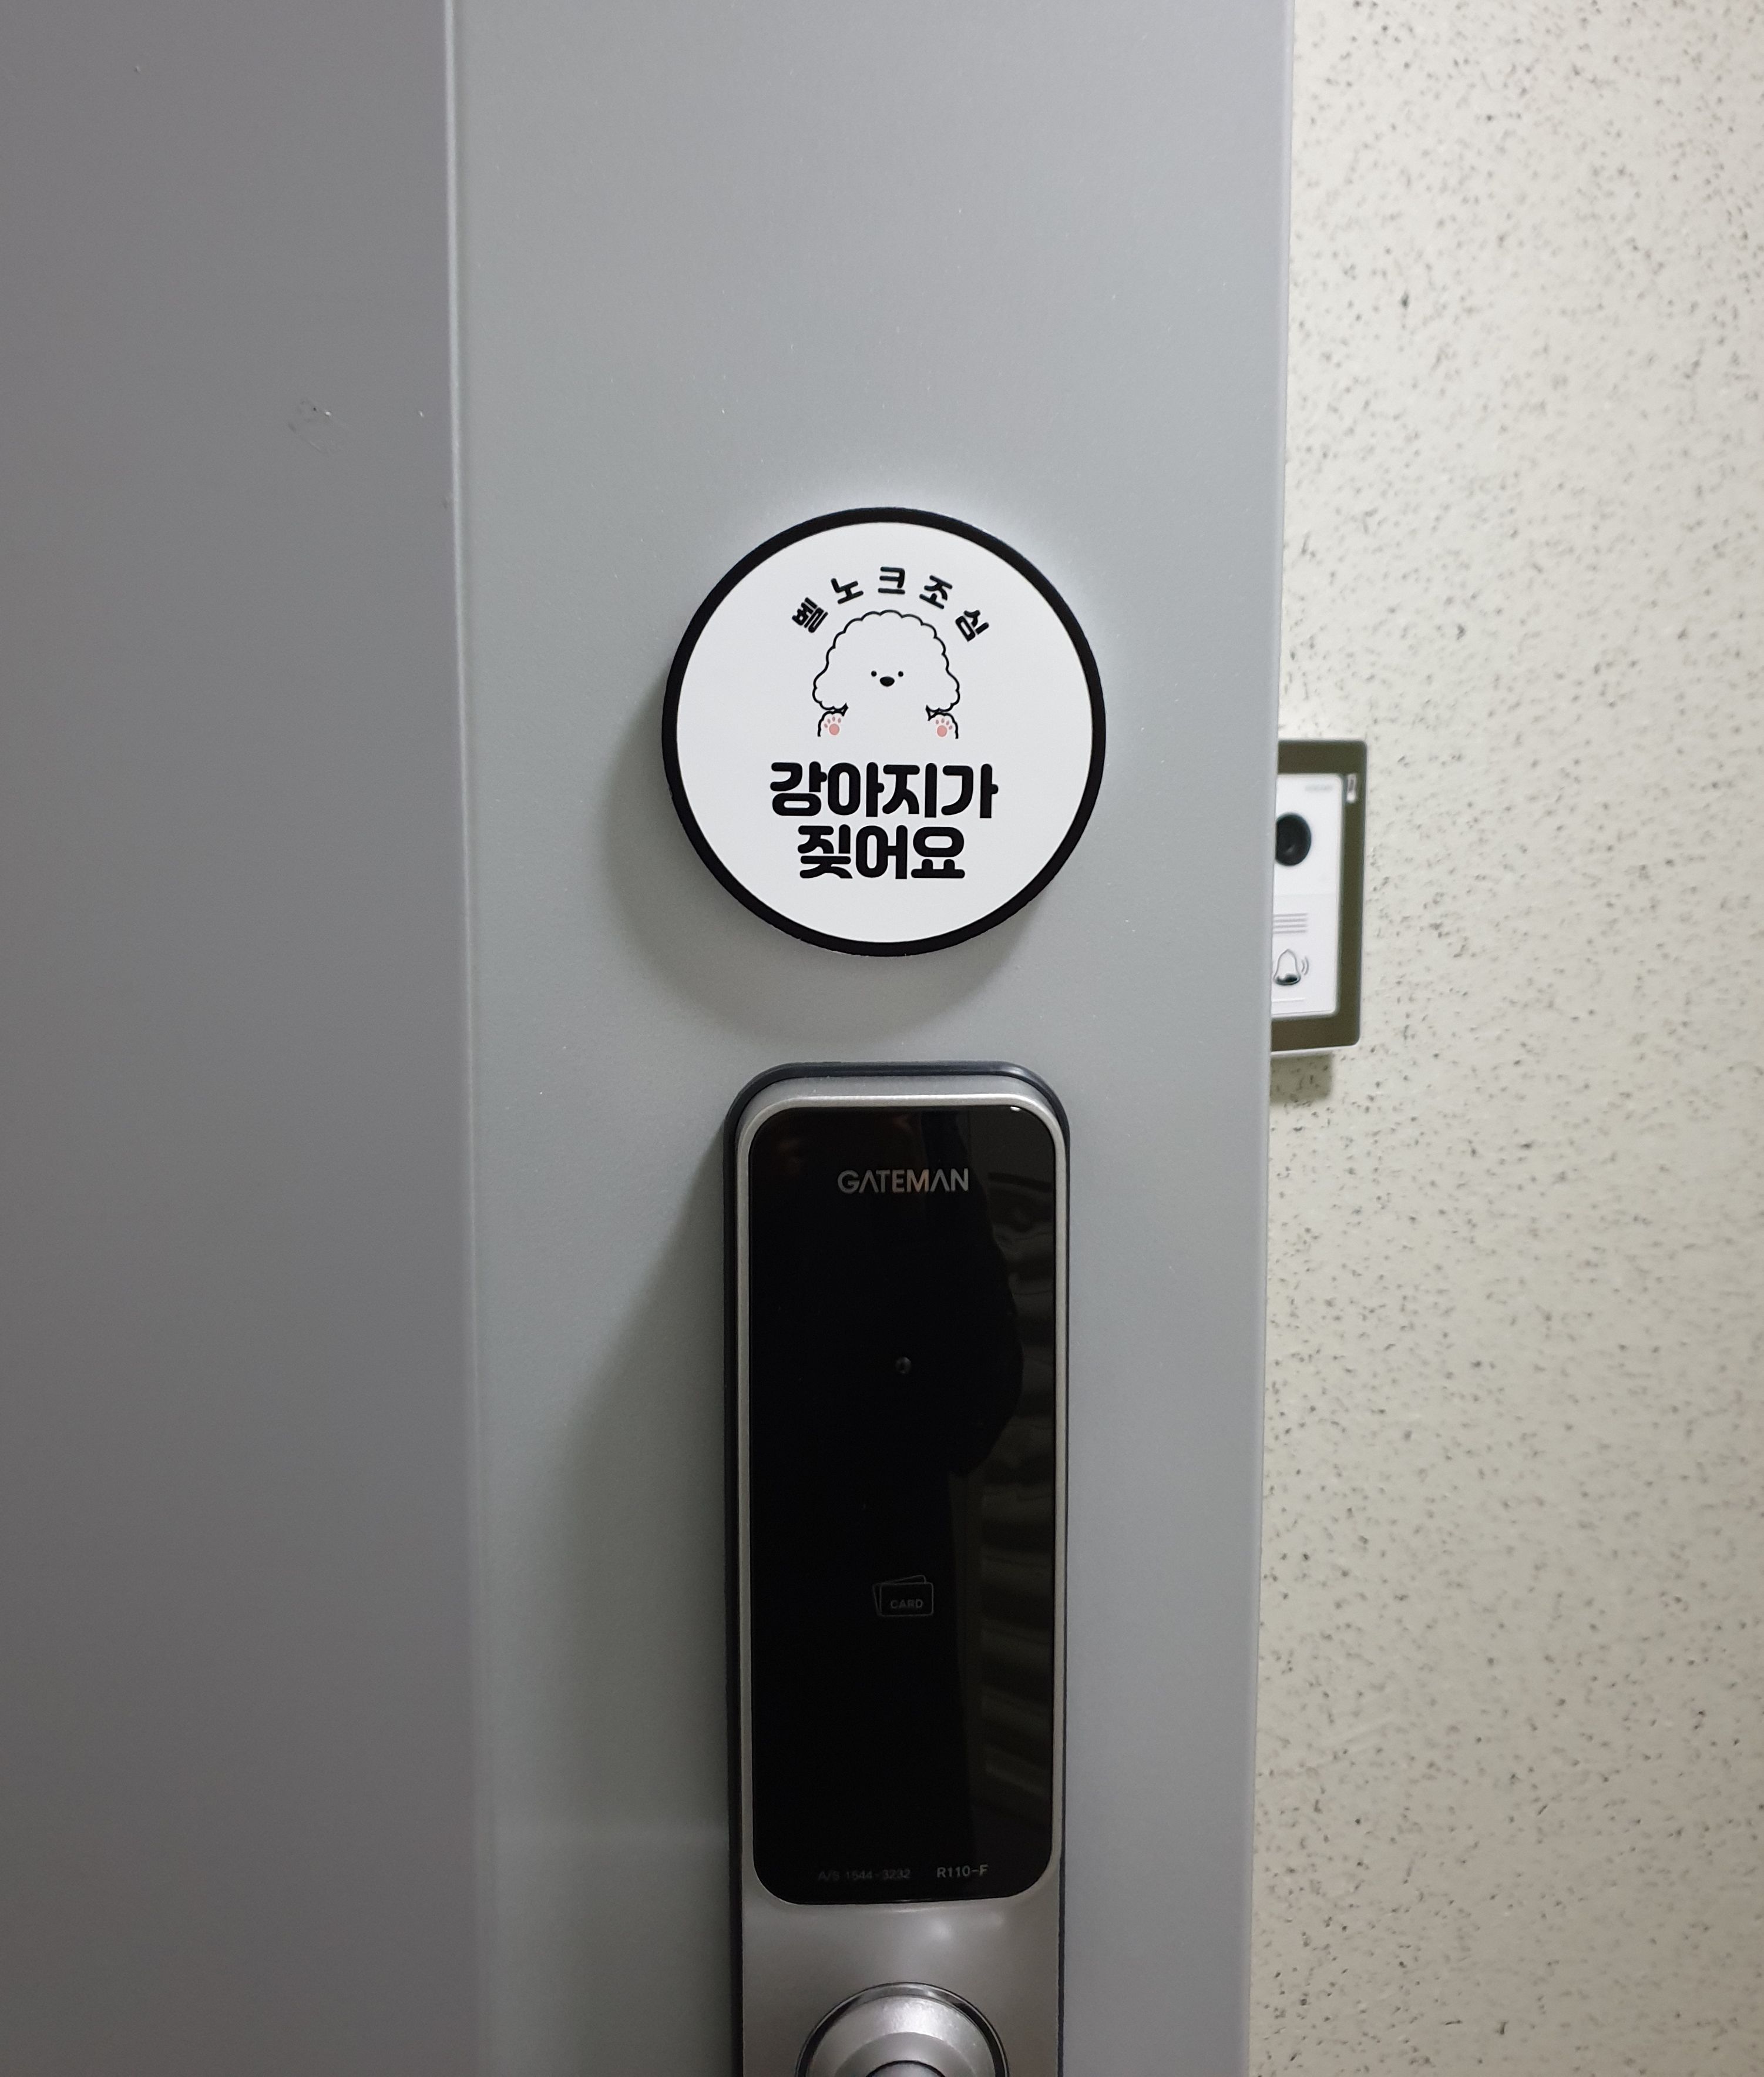 벨노크조심
강아지가
짖어요
GATEMAN
CARD
A/S 1544-3232 R110-F